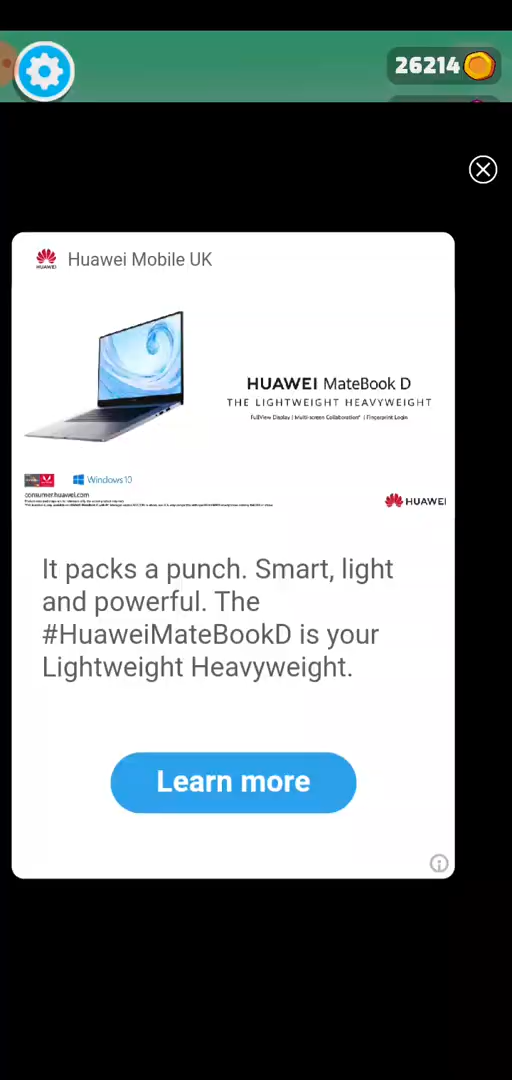 26214
HUAWEI
Huawei Mobile UK
HUAWEI MateBook D
THE LIGHTWEIGHT HEAVYWEIGHT
FullView Display | Multi-screen Collaboration* | Fingerprint Login
Windows 10
consumer.huawei.com
HUAWEI
It packs a punch. Smart, light
and powerful. The
#HuaweiMateBookD is your
Lightweight Heavyweight.
Learn more